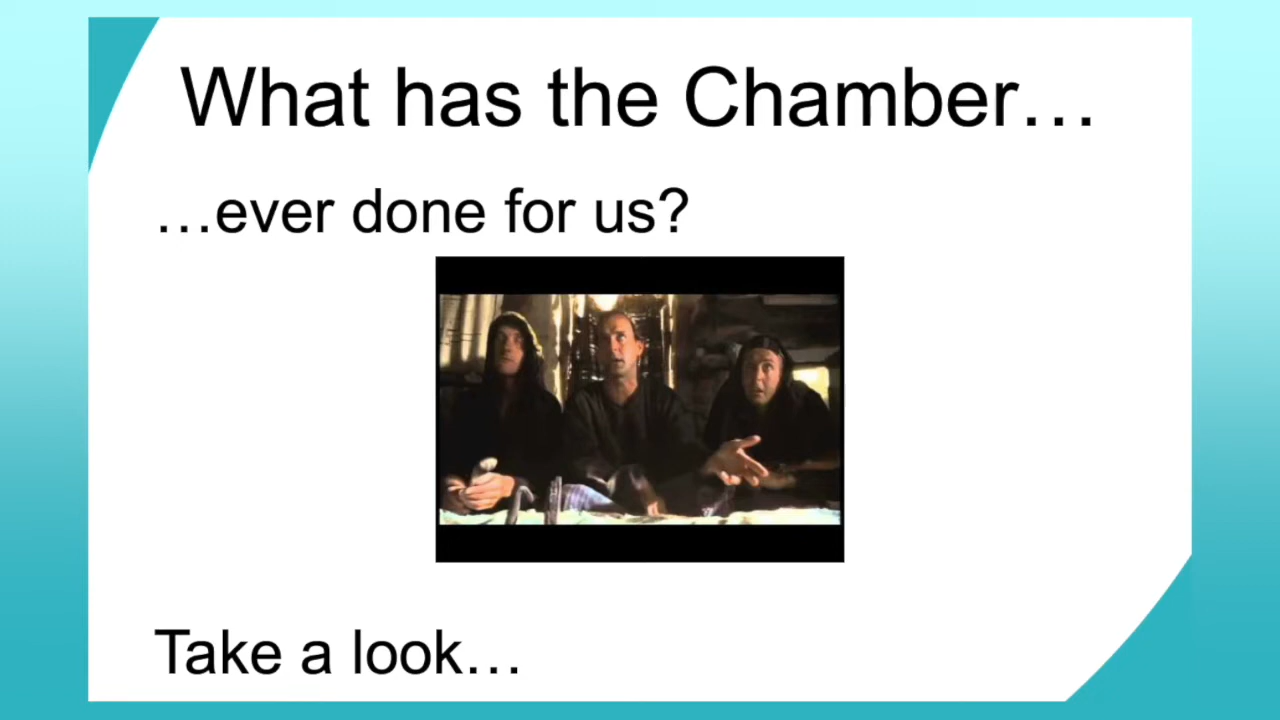 What has the Chamber…
…ever done for us?
Take a look…